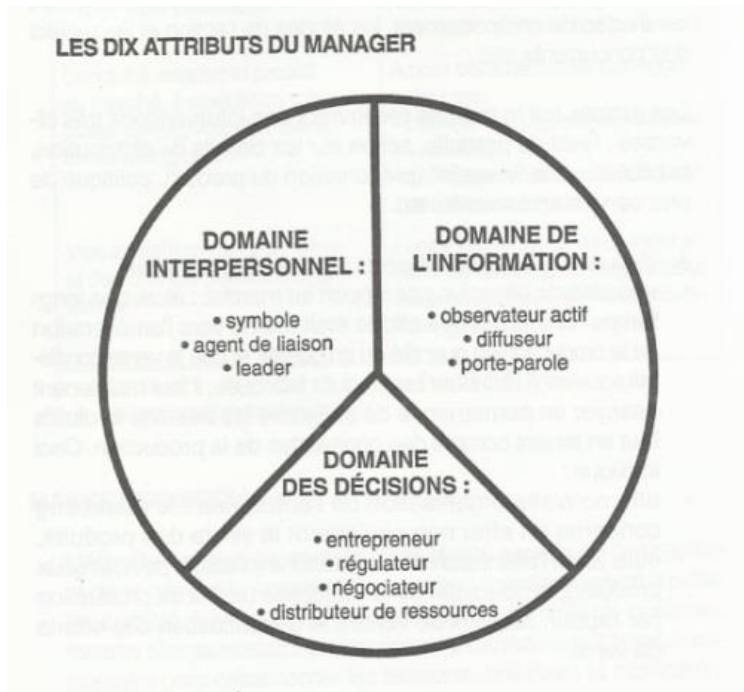 LES DIX ATTRIBUTS DU MANAGER
DOMAINE
INTERPERSONNEL :
• symbole
• agent de liaison
• leader
DOMAINE DE
L'INFORMATION :
• observateur actif
• diffuseur
• porte-parole
DOMAINE
DES DÉCISIONS :
• entrepreneur
• régulateur
• négociateur
• distributeur de ressources